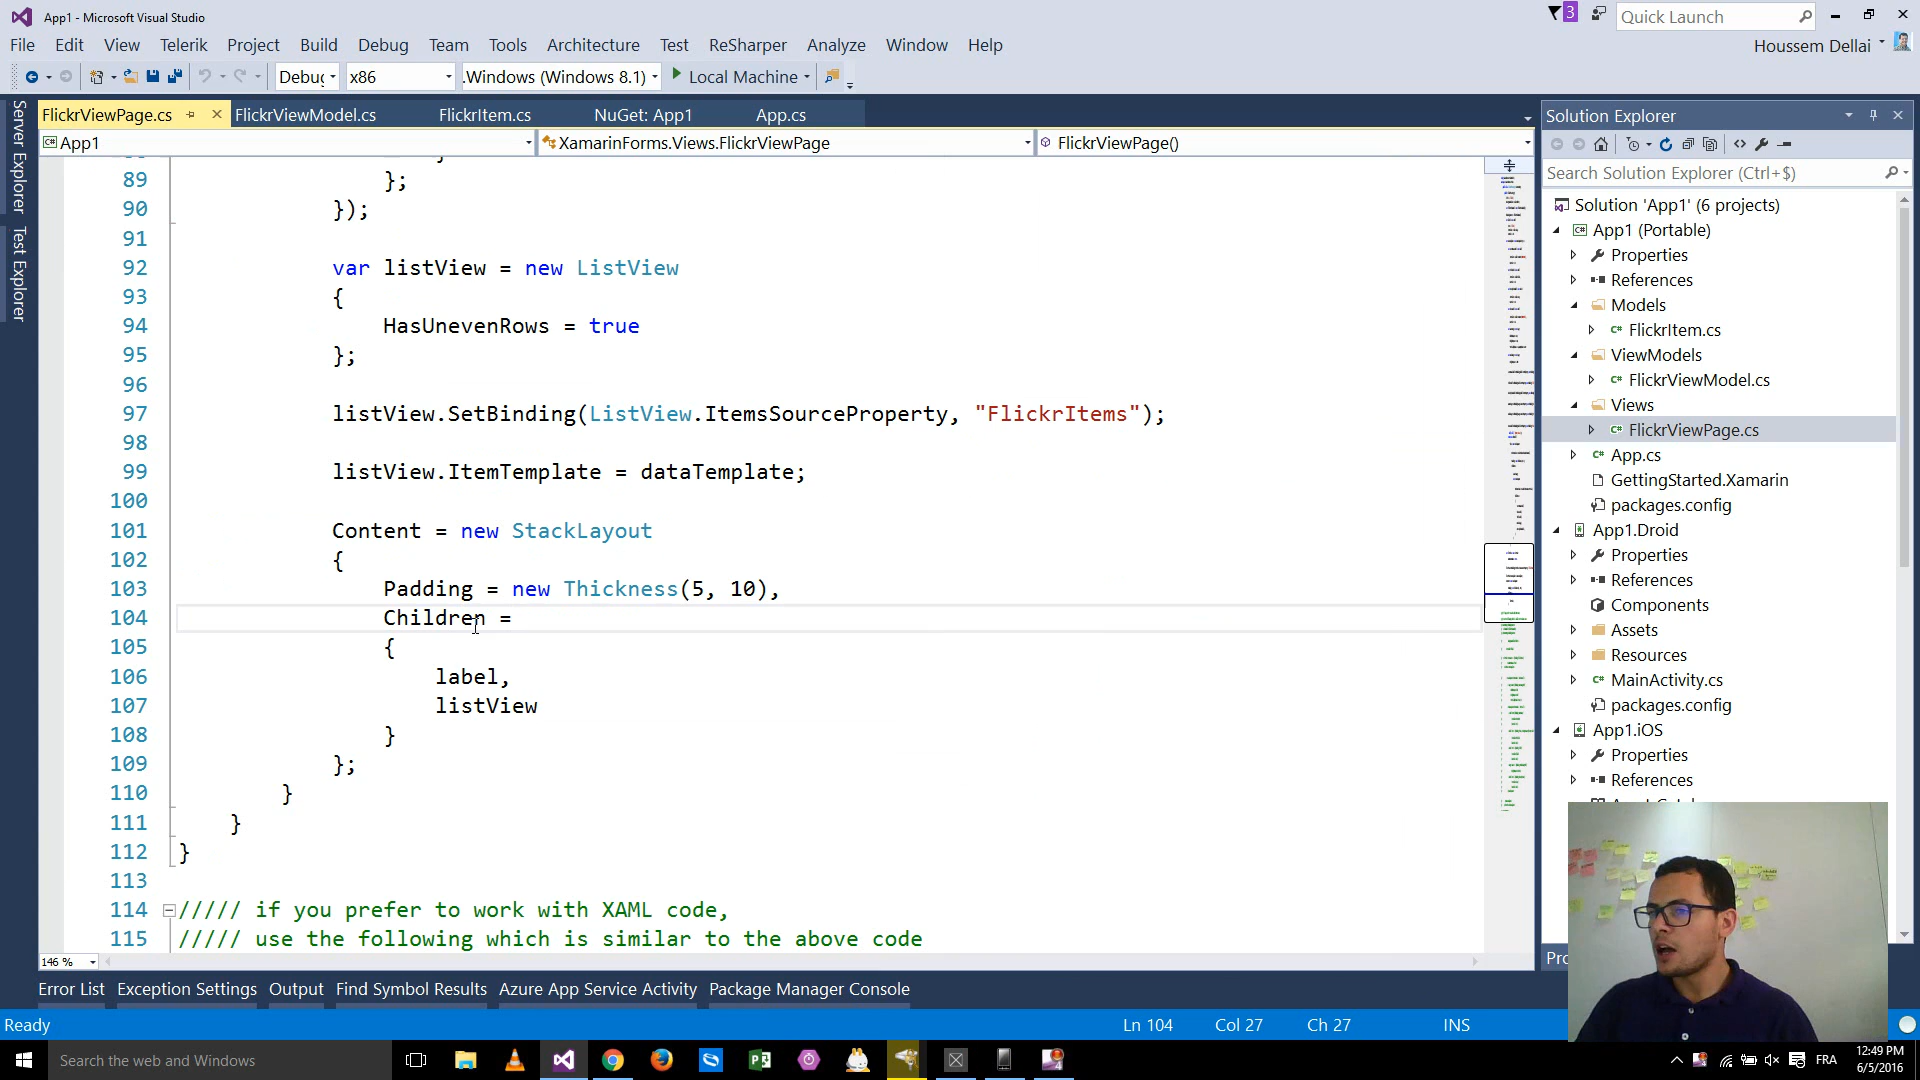 App1 - Microsoft Visual Studio
3
Quick Launch
File Edit View Telerik Project Build Debug Team Tools Architecture Test ReSharper Analyze Window Help
Houssem Dellai
Debug x86 .Windows (Windows 8.1) Local Machine
Server Explorer
Test Explorer
FlickrViewPage.cs FlickrViewModel.cs FlickrItem.cs NuGet: App1 App.cs
App1 XamarinForms.Views.FlickrViewPage FlickrViewPage()
89 };
90 });
91
92 var listView = new ListView
93 {
94 HasUnevenRows = true
95 };
96
97 listView.SetBinding(ListView.ItemsSourceProperty, "FlickrItems");
98
99 listView.ItemTemplate = dataTemplate;
100
101 Content = new StackLayout
102 {
103 Padding = new Thickness(5, 10),
104 Children =
105 {
106 label,
107 listView
108 }
109 };
110 }
111 }
112 }
113
114 ///// if you prefer to work with XAML code,
115 ///// use the following which is similar to the above code
146 %
Solution Explorer
Search Solution Explorer (Ctrl+$)
Solution 'App1' (6 projects)
App1 (Portable)
Properties
References
Models
FlickrItem.cs
ViewModels
FlickrViewModel.cs
Views
FlickrViewPage.cs
App.cs
GettingStarted.Xamarin
packages.config
App1.Droid
Properties
References
Components
Assets
Resources
MainActivity.cs
packages.config
App1.iOS
Properties
References
Error List Exception Settings Output Find Symbol Results Azure App Service Activity Package Manager Console
Ready Ln 104 Col 27 Ch 27 INS
Search the web and Windows
FRA
12:49 PM
6/5/2016